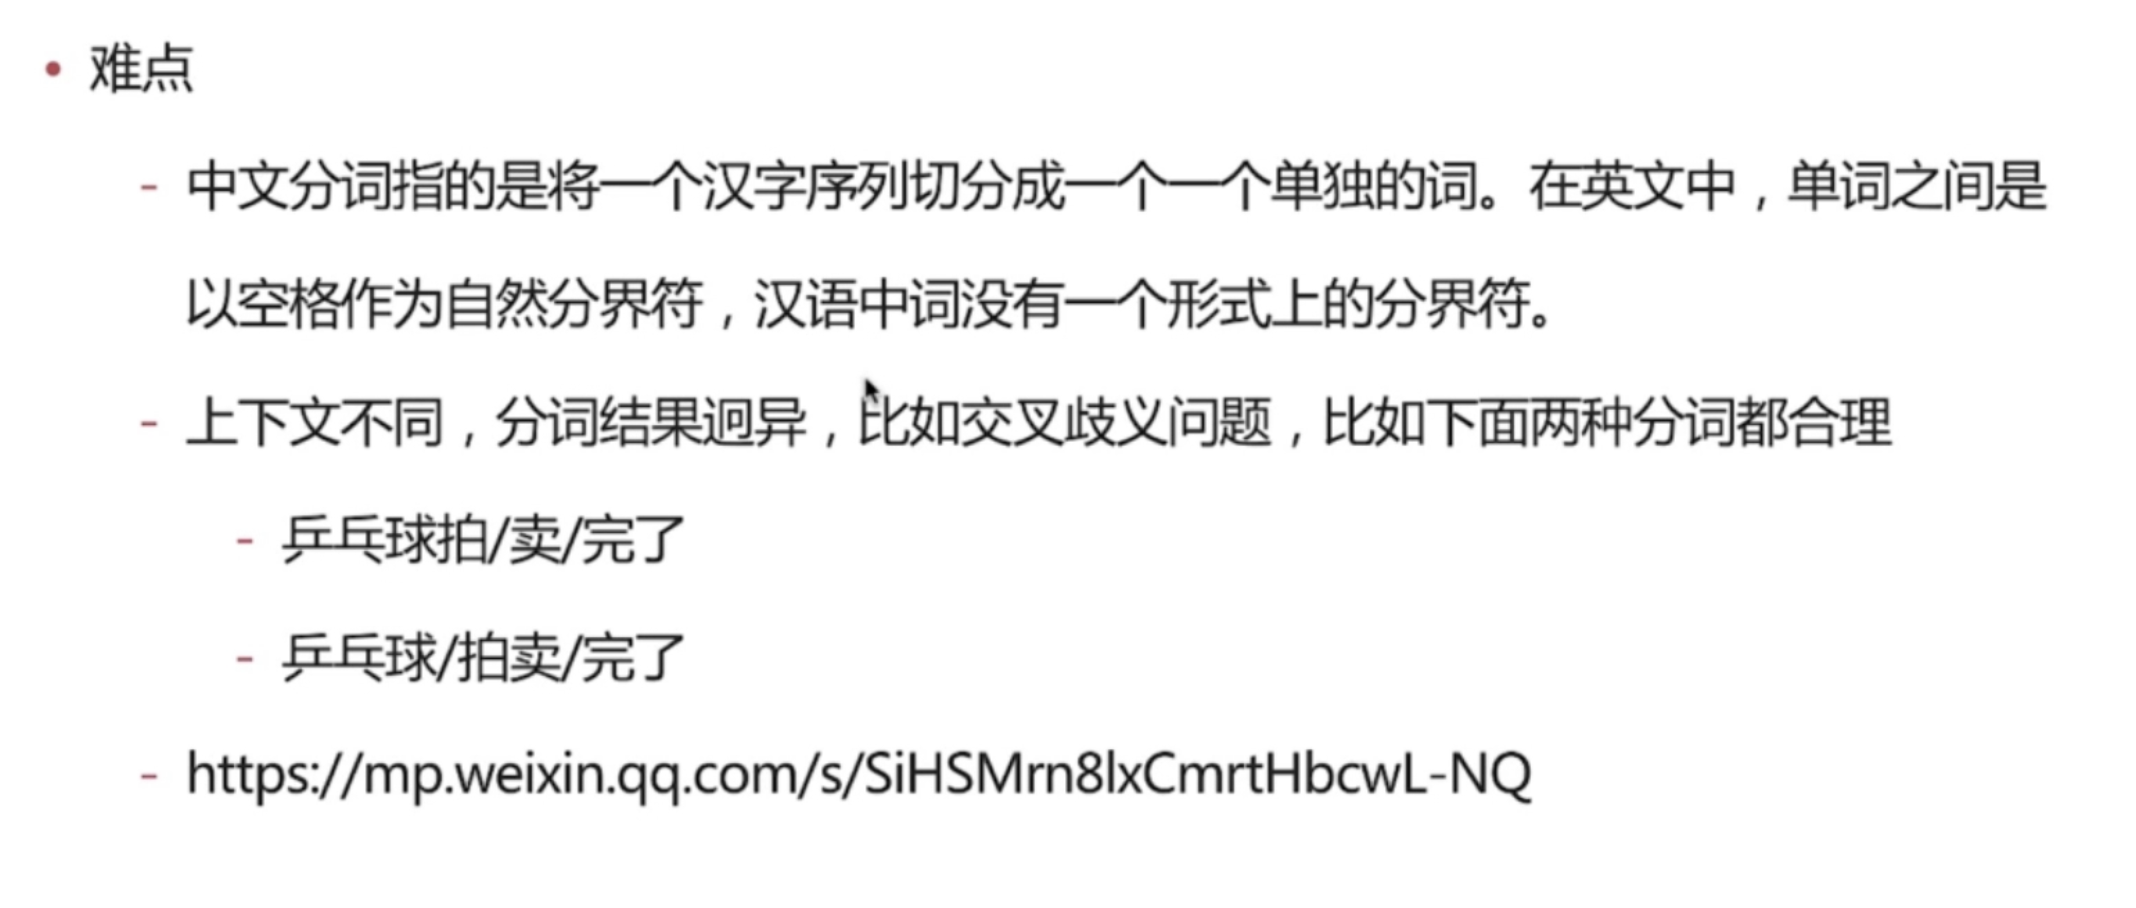 • 难点
- 中文分词指的是将一个汉字序列切分成一个一个单独的词。在英文中，单词之间是
以空格作为自然分界符，汉语中词没有一个形式上的分界符。
- 上下文不同，分词结果迥异，比如交叉歧义问题，比如下面两种分词都合理
- 乒乓球拍/卖/完了
- 乒乓球/拍卖/完了
- https://mp.weixin.qq.com/s/SiHSMrn8lxCmrtHbcwL-NQ